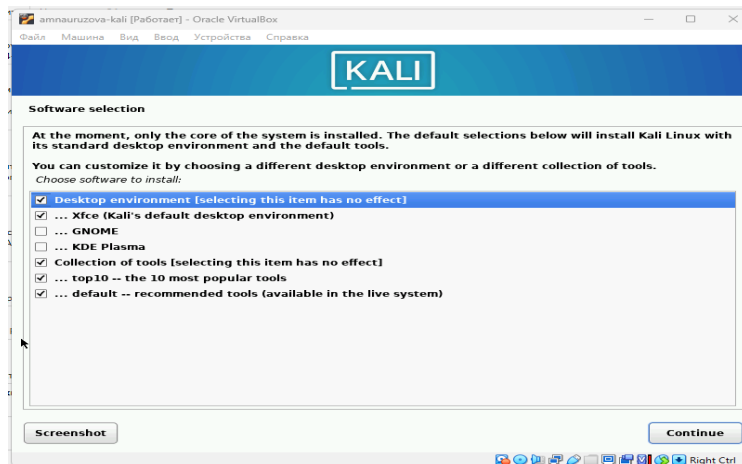 amnauruzova-kali [Работает] - Oracle VirtualBox
Файл Машина Вид Ввод Устройства Справка
KALI
Software selection
At the moment, only the core of the system is installed. The default selections below will install Kali Linux with
its standard desktop environment and the default tools.
You can customize it by choosing a different desktop environment or a different collection of tools.
Choose software to install:
Desktop environment [selecting this item has no effect]
... Xfce (Kali's default desktop environment)
... GNOME
... KDE Plasma
Collection of tools [selecting this item has no effect]
... top10 -- the 10 most popular tools
... default -- recommended tools (available in the live system)
Screenshot
Continue
Right Ctrl